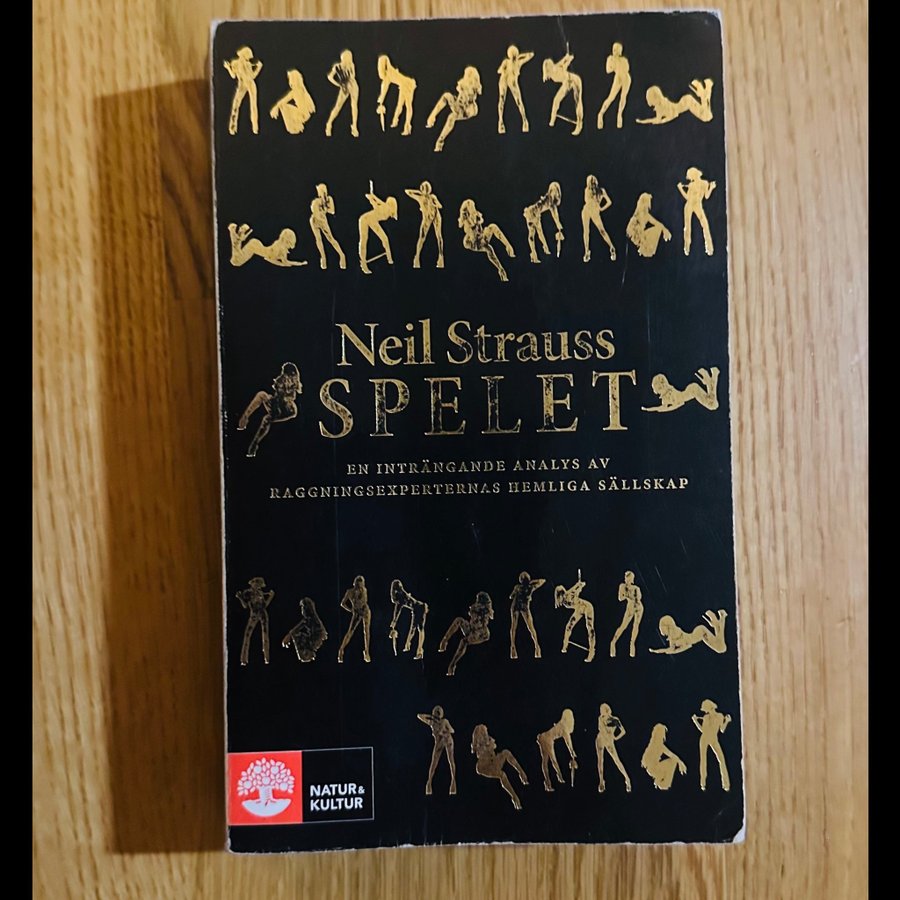 Neil Strauss
SPELET
EN INTRÄNGANDE ANALYS AV
RAGGNINGSEXPERTERNAS HEMLIGA SÄLLSKAP
NATUR&
KULTUR